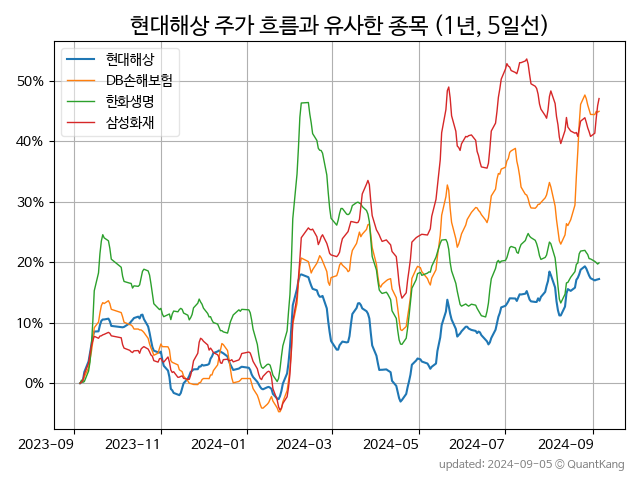 현대해상 주가 흐름과 유사한 종목 (1년, 5일선)
현대해상
DB손해보험
한화생명
삼성화재
50%
40%
30%
20%
10%
0%
2023-09
2023-11
2024-01
2024-03
2024-05
2024-07
2024-09
updated: 2024-09-05 © QuantKang